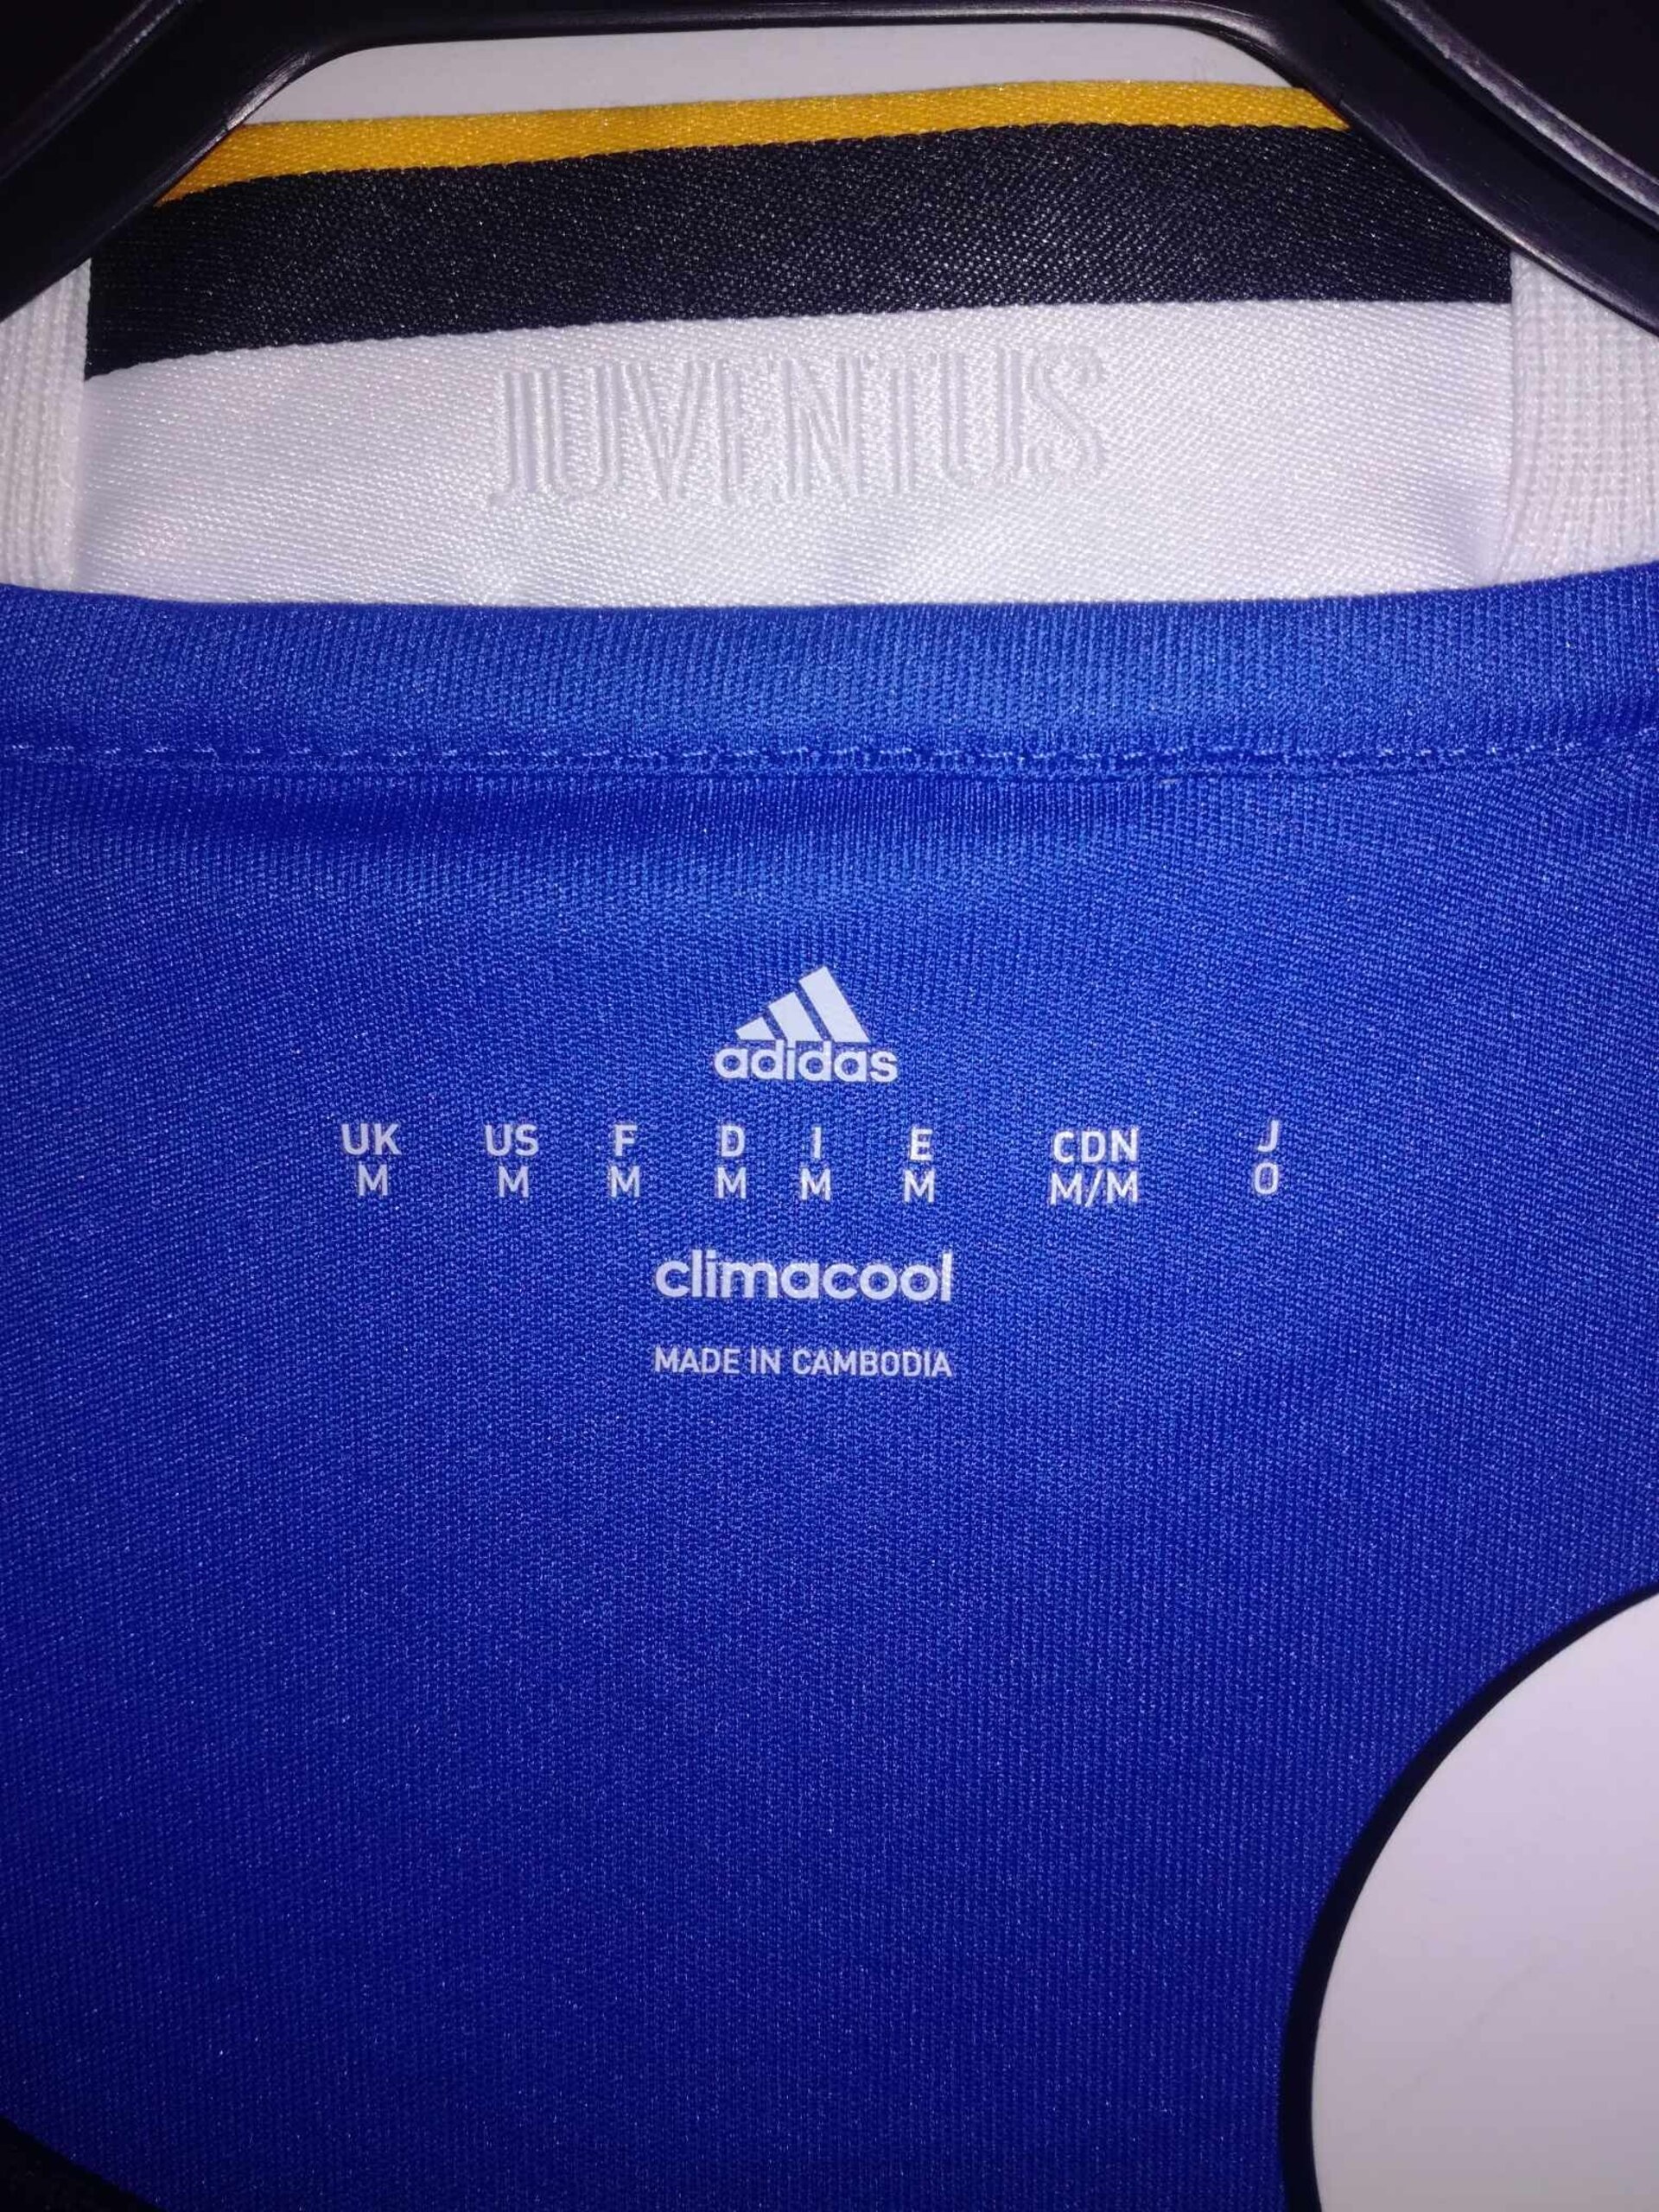 JUVENTUS
adidas
UK US F D I E CDN J
M M M M M M M/M O
climacool
MADE IN CAMBODIA